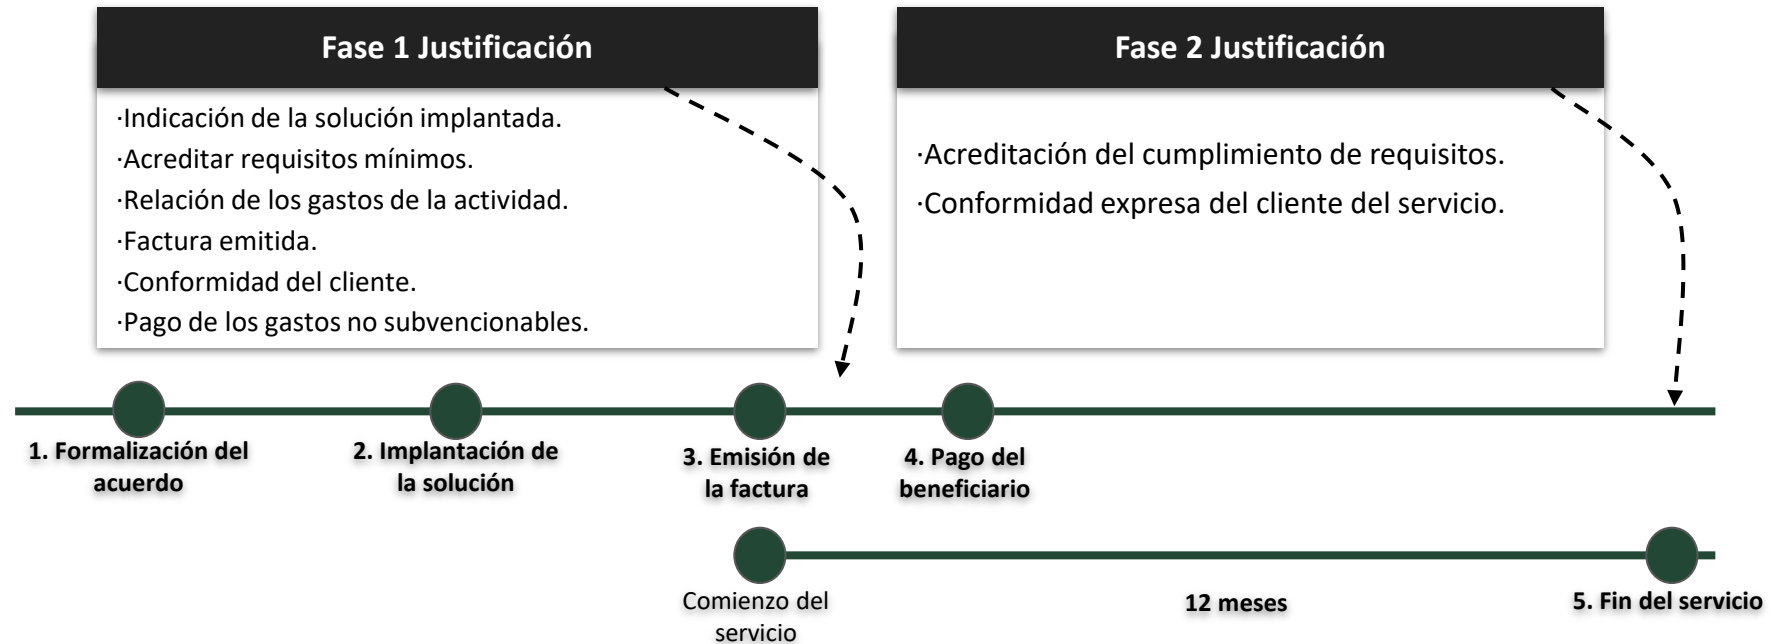 Fase 1 Justificación
·Indicación de la solución implantada.
·Acreditar requisitos mínimos.
·Relación de los gastos de la actividad.
·Factura emitida.
·Conformidad del cliente.
·Pago de los gastos no subvencionables.
Fase 2 Justificación
·Acreditación del cumplimiento de requisitos.
·Conformidad expresa del cliente del servicio.
1. Formalización del
acuerdo
2. Implantación de
la solución
3. Emisión de
la factura
4. Pago del
beneficiario
Comienzo del
servicio
12 meses
5. Fin del servicio